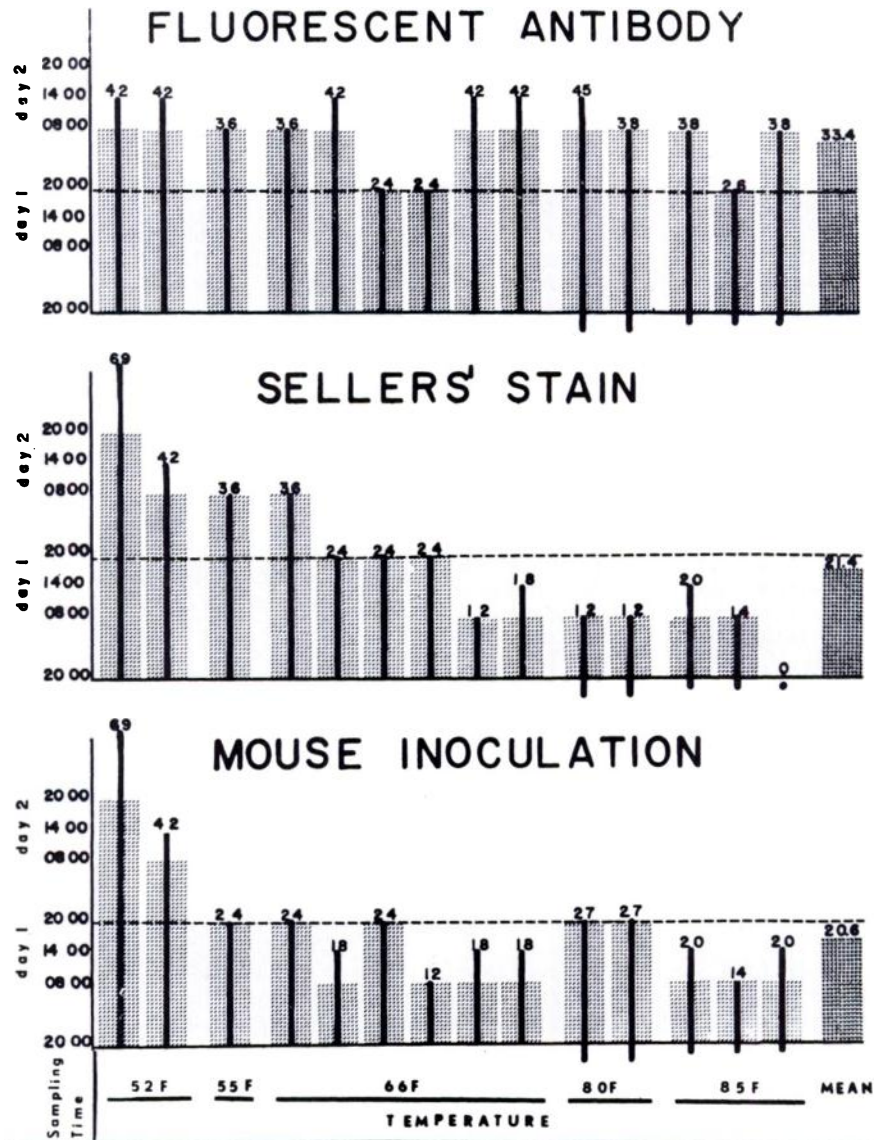 FLUORESCENT ANTIBODY
day 2
day 1
20 00
14 00
08 00
20 00
14 00
08 00
20 00
42 42 36 36 42 24 24 42 42 45 38 38 26 38 33.4
SELLERS' STAIN
day 2
day 1
20 00
14 00
08 00
20 00
14 00
08 00
20 00
69 42 36 36 24 24 24 12 18 12 12 20 14 0 21.4
MOUSE INOCULATION
day 2
day 1
20 00
14 00
08 00
20 00
14 00
08 00
20 00
69 42 24 24 18 24 12 18 18 27 27 20 14 20 20.6
Sampling
Time
52F 55F 66F 80F 85F MEAN
TEMPERATURE